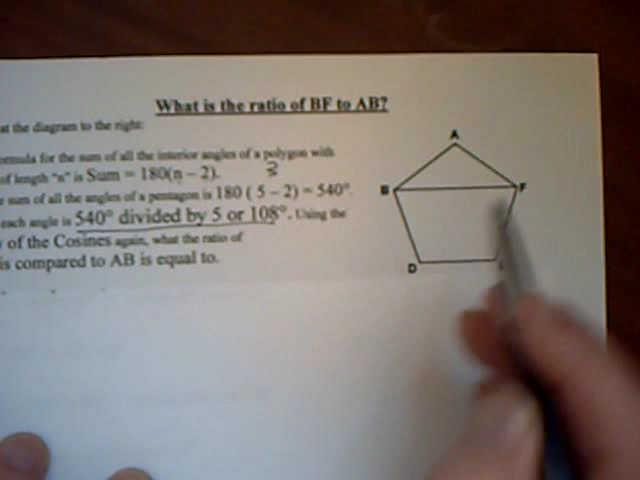 What is the ratio of BF to AB?
at the diagram to the right:
ormula for the sum of all the interior angles of a polygon with
of length "n" is Sum = 180(n – 2).
e sum of all the angles of a pentagon is 180 ( 5 – 2) = 540°.
each angle is 540° divided by 5 or 108°. Using the
of the Cosines again, what the ratio of
is compared to AB is equal to.
A
B
F
D